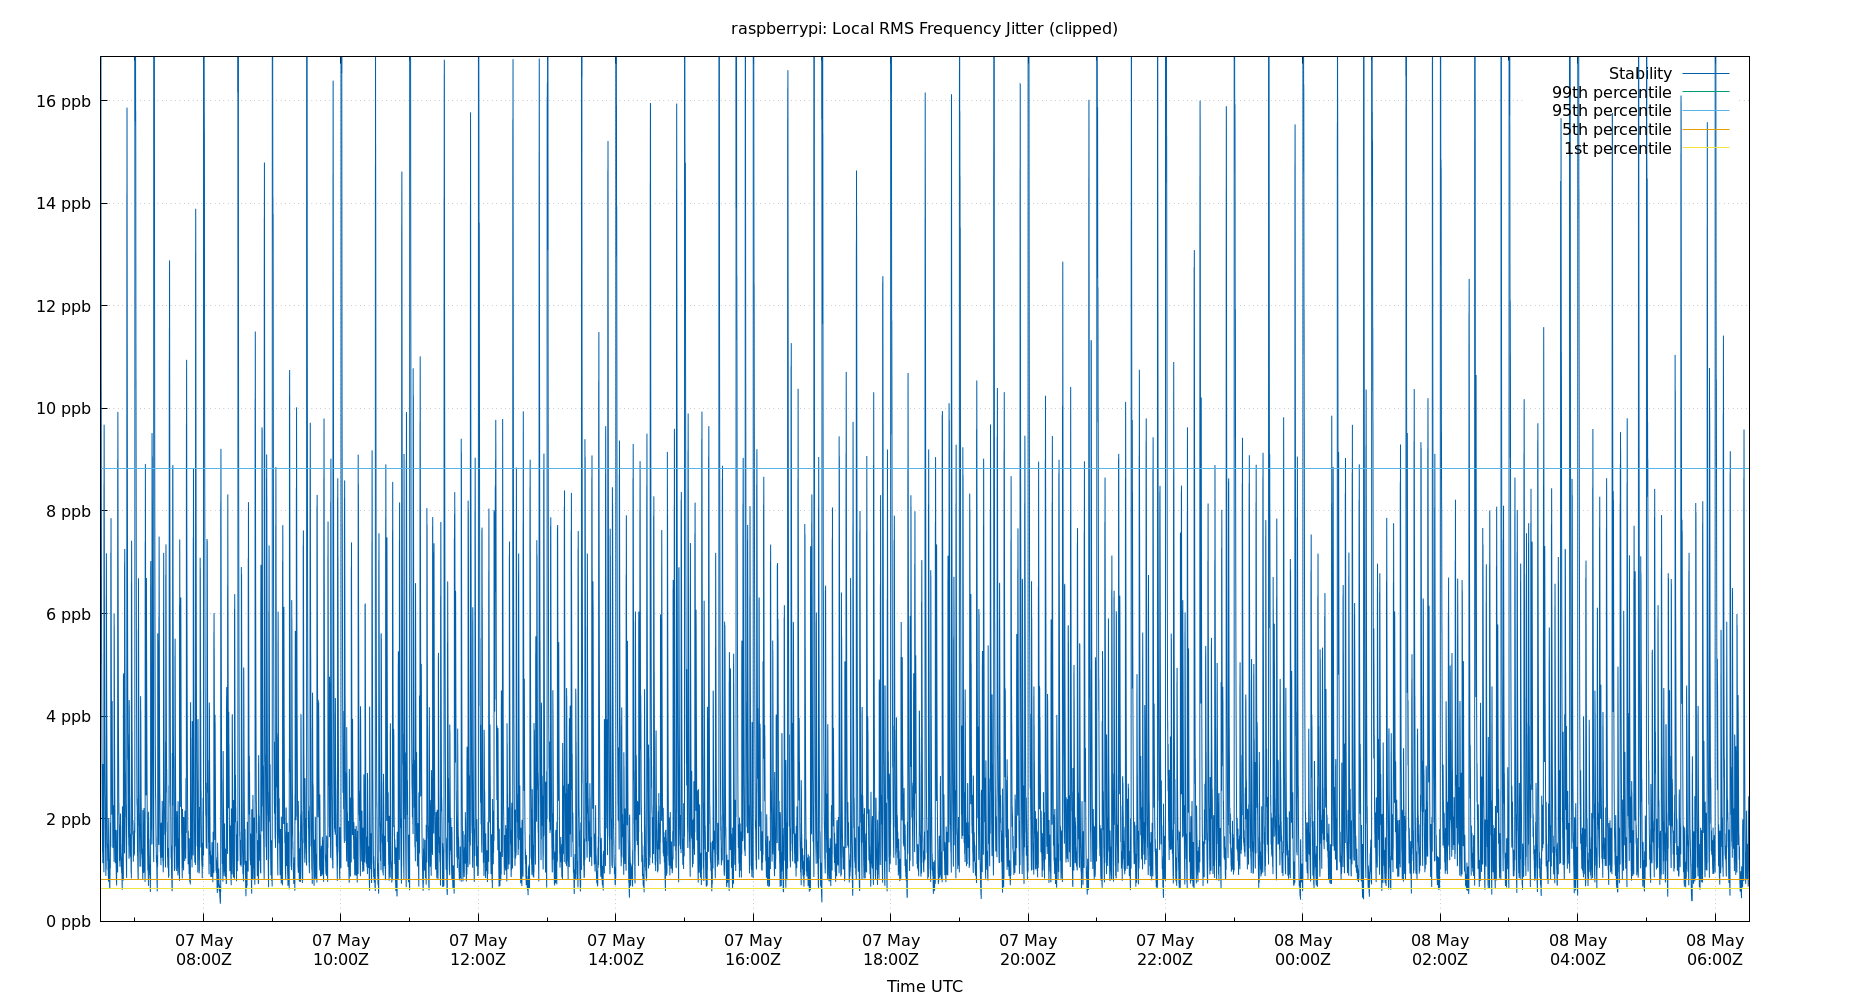 raspberrypi: Local RMS Frequency Jitter (clipped)
Stability
99th percentile
95th percentile
5th percentile
1st percentile
16 ppb
14 ppb
12 ppb
10 ppb
8 ppb
6 ppb
4 ppb
2 ppb
0 ppb
07 May 07 May 07 May 07 May 07 May 07 May 07 May 07 May 08 May 08 May 08 May 08 May
08:00Z 10:00Z 12:00Z 14:00Z 16:00Z 18:00Z 20:00Z 22:00Z 00:00Z 02:00Z 04:00Z 06:00Z
Time UTC